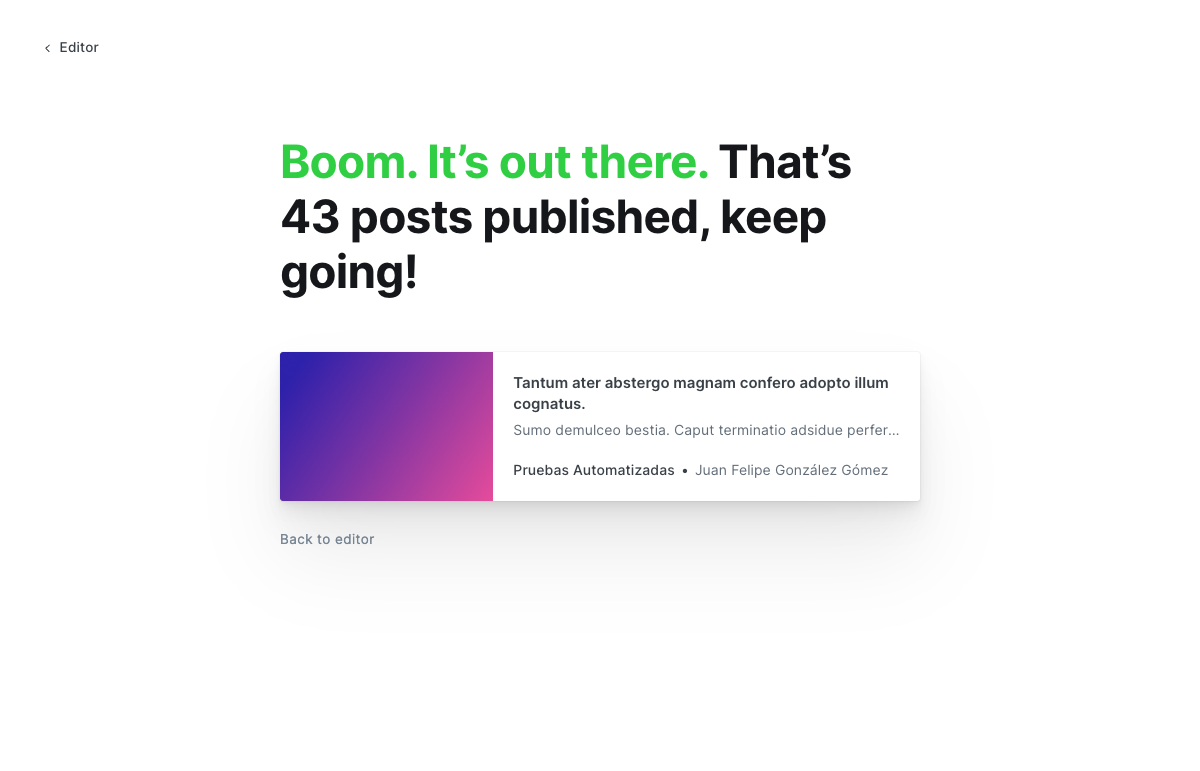 Editor
Boom. It’s out there. That’s
43 posts published, keep
going!
Tantum ater abstergo magnam confero adopto illum
cognatus.
Sumo demulceo bestia. Caput terminatio adsidue perfer...
Pruebas Automatizadas • Juan Felipe González Gómez
Back to editor